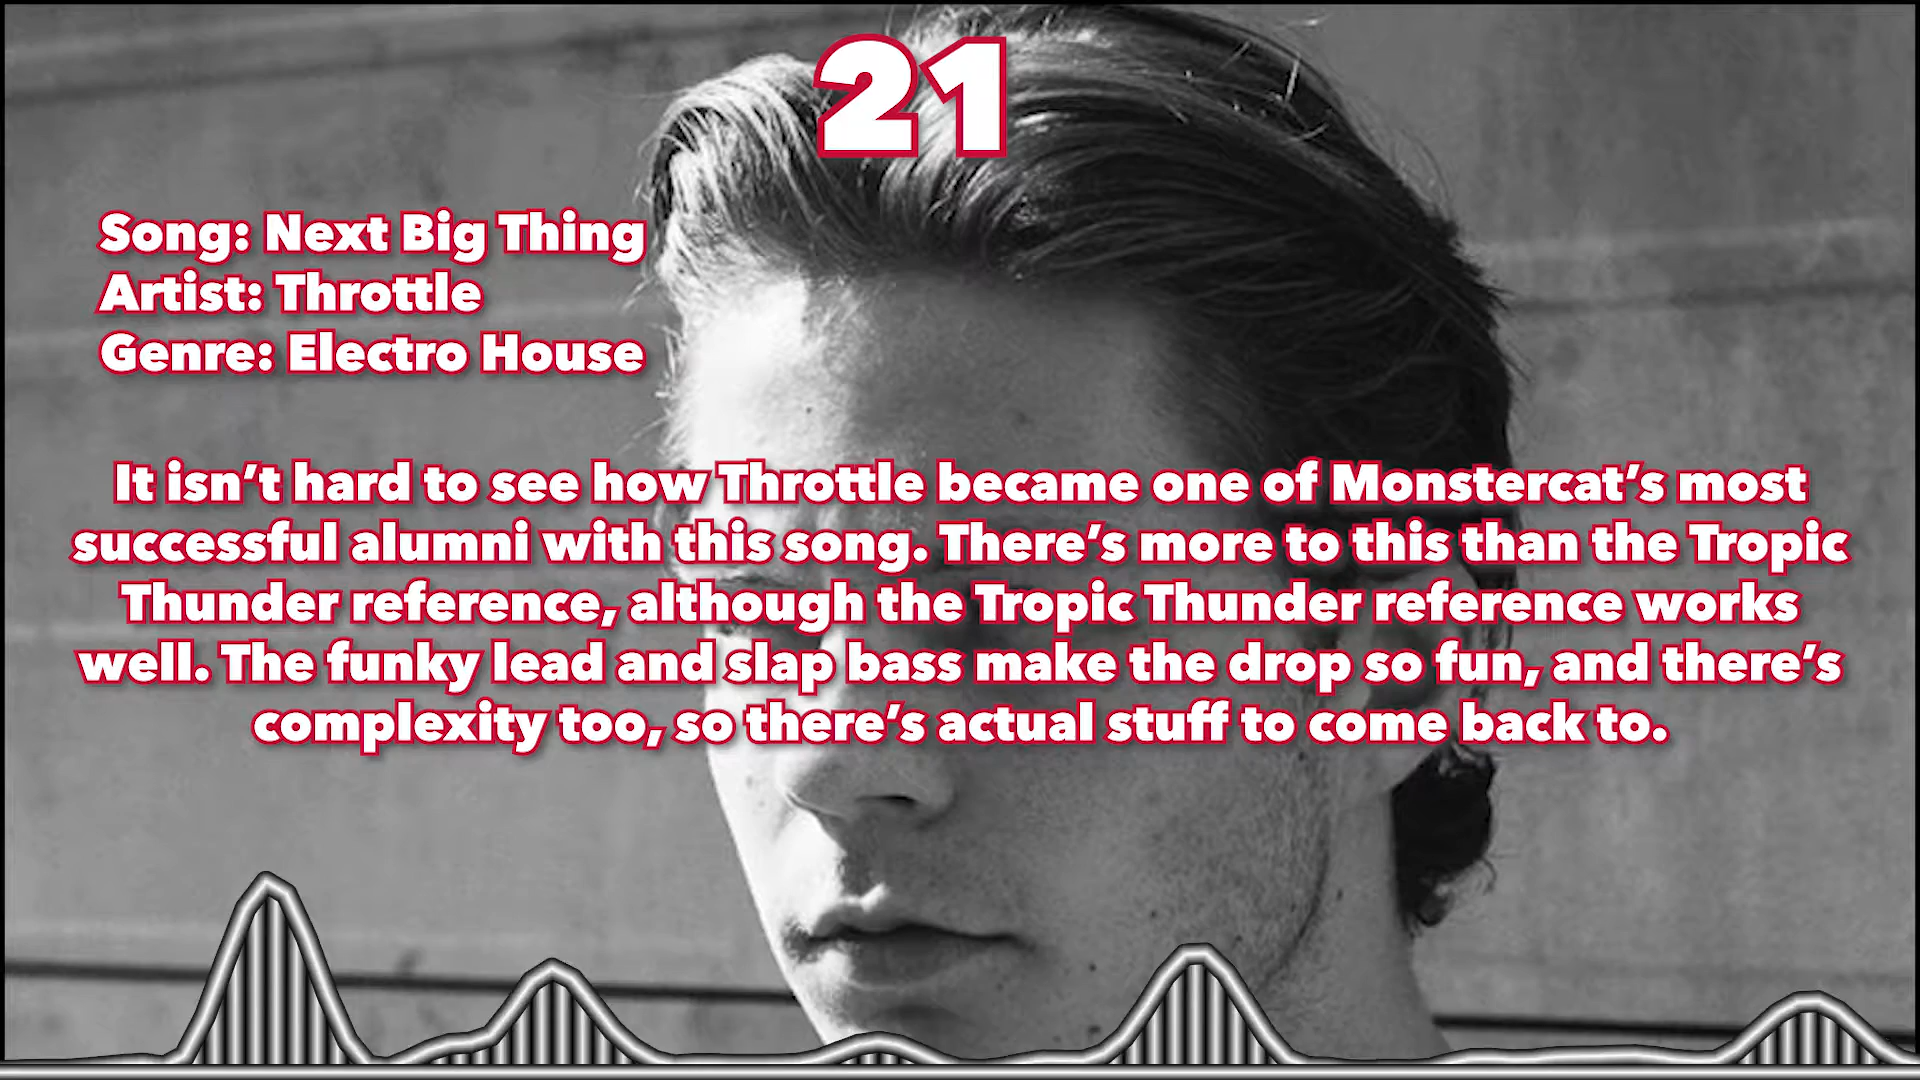 21
Song: Next Big Thing
Artist: Throttle
Genre: Electro House
It isn’t hard to see how Throttle became one of Monstercat’s most
successful alumni with this song. There’s more to this than the Tropic
Thunder reference, although the Tropic Thunder reference works
well. The funky lead and slap bass make the drop so fun, and there’s
complexity too, so there’s actual stuff to come back to.